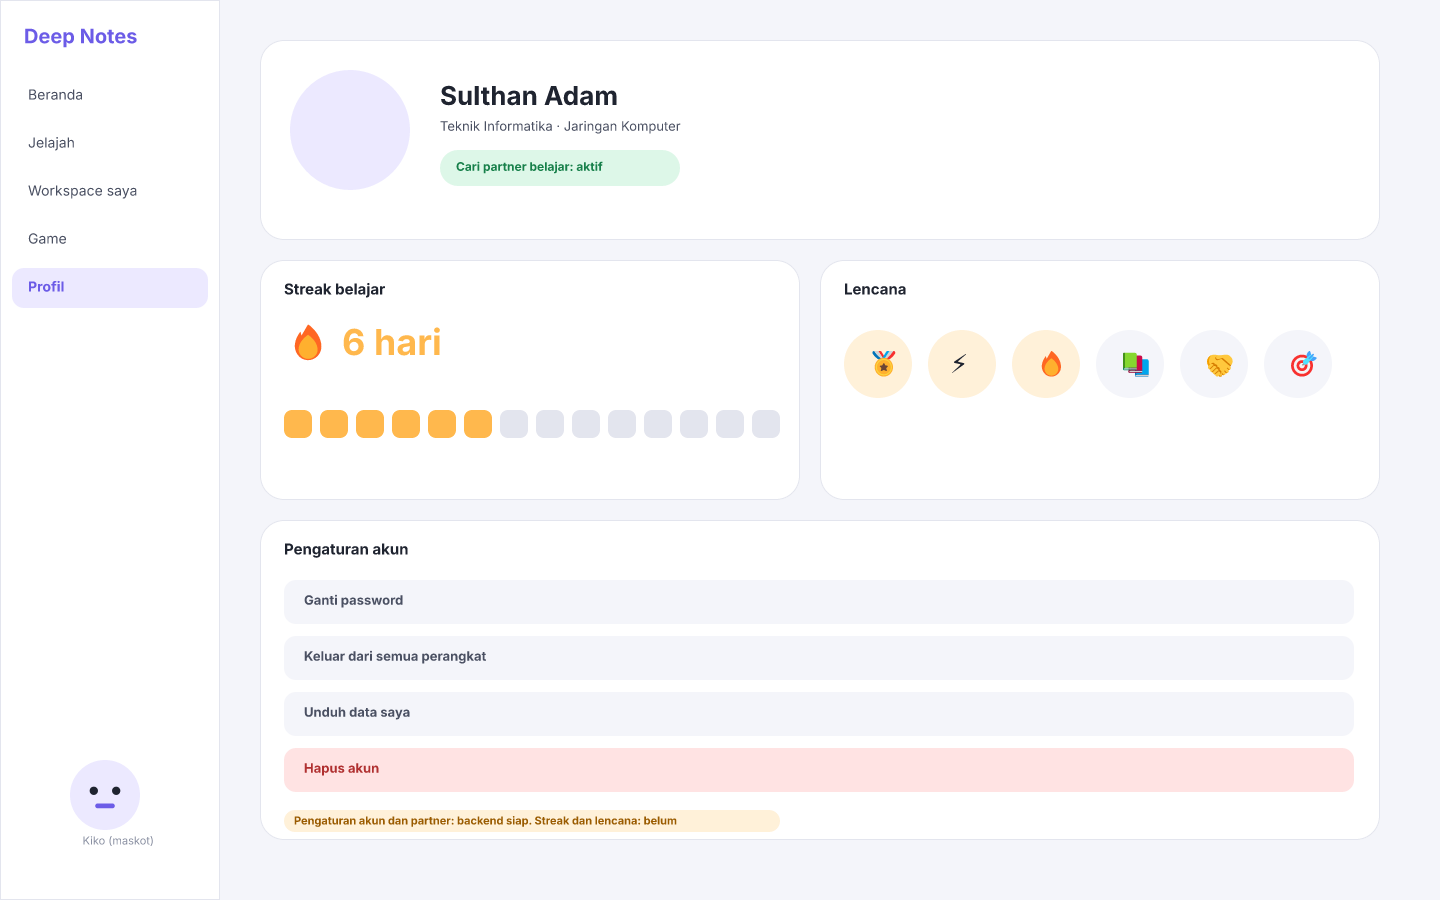 Deep Notes
Beranda
Jelajah
Workspace saya
Game
Profil
Kiko (maskot)
Sulthan Adam
Teknik Informatika · Jaringan Komputer
Cari partner belajar: aktif
Streak belajar
6 hari
Lencana
Pengaturan akun
Ganti password
Keluar dari semua perangkat
Unduh data saya
Hapus akun
Pengaturan akun dan partner: backend siap. Streak dan lencana: belum